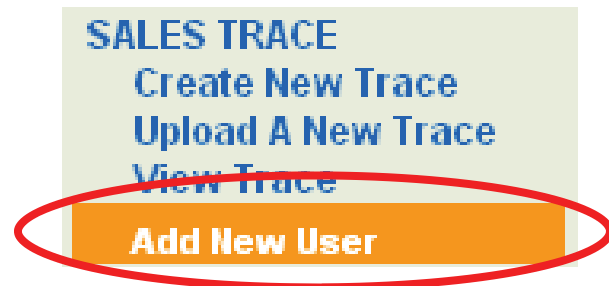 SALES TRACE
Create New Trace
Upload A New Trace
View Trace
Add New User